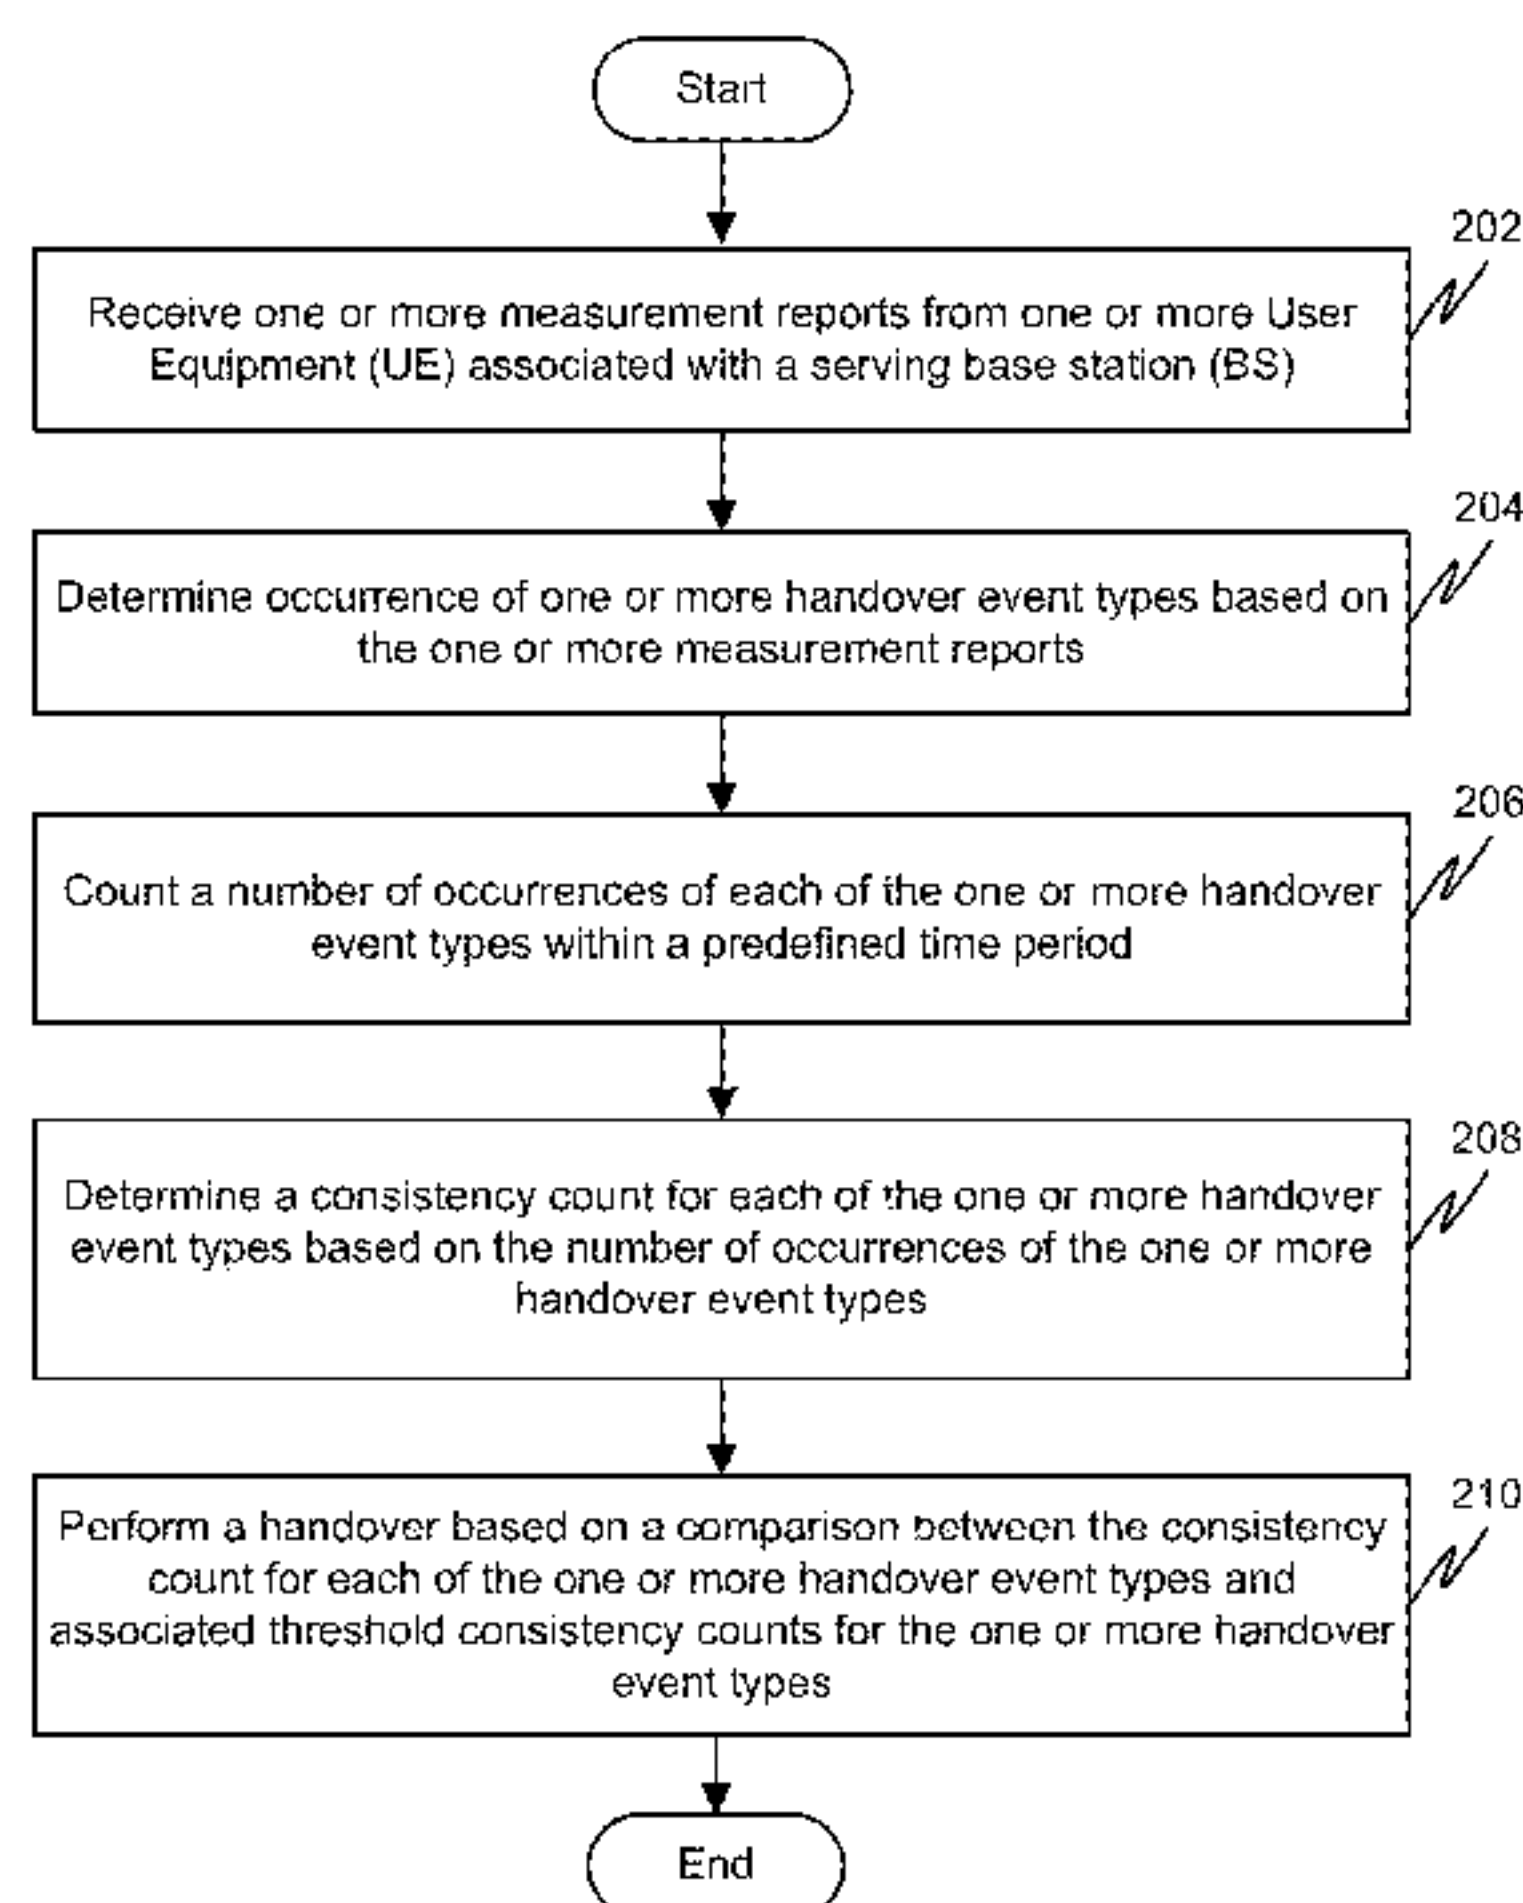 Start
202
Receive one or more measurement reports from one or more User
Equipment (UE) associated with a serving base station (BS)
204
Determine occurrence of one or more handover event types based on
the one or more measurement reports
206
Count a number of occurrences of each of the one or more handover
event types within a predefined time period
208
Determine a consistency count for each of the one or more handover
event types based on the number of occurrences of the one or more
handover event types
210
Perform a handover based on a comparison between the consistency
count for each of the one or more handover event types and
associated threshold consistency counts for the one or more handover
event types
End